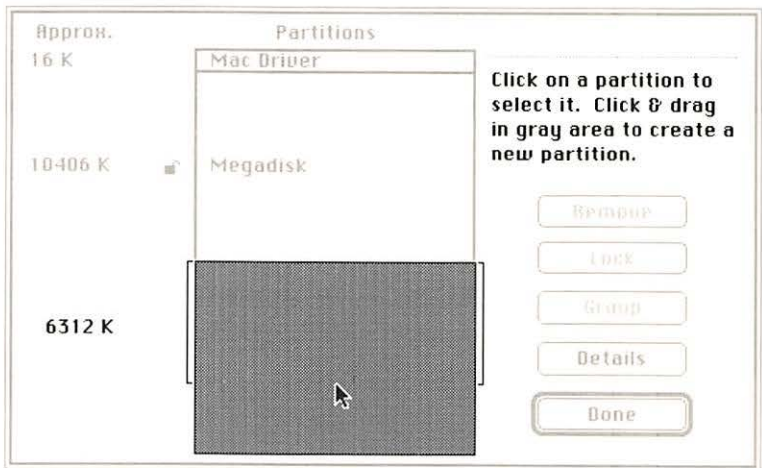 Approx. Partitions
16 K Mac Driver
Click on a partition to
select it. Click & drag
in gray area to create a
new partition.
10406 K Megadisk
Remove
Lock
Group
6312 K
Details
Done